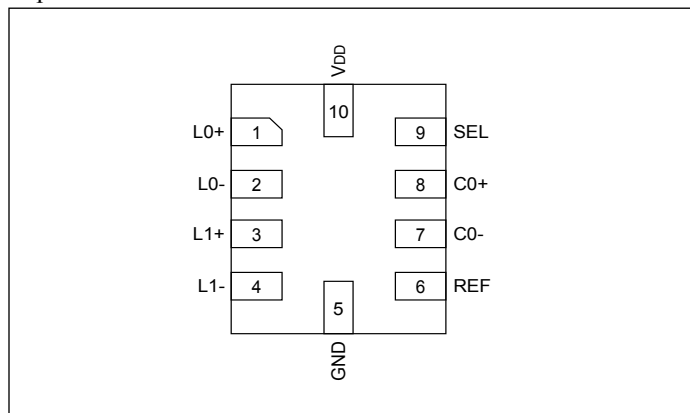 VDD
10
L0+ 1 9 SEL
L0- 2 8 C0+
L1+ 3 7 C0-
L1- 4 6 REF
5
GND